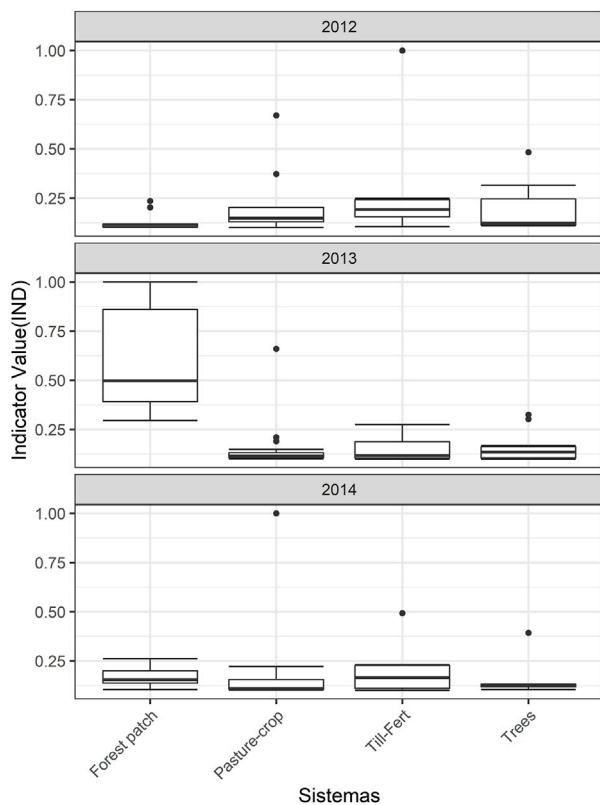 2012
1.00
0.75
0.50
0.25
2013
1.00
0.75
0.50
0.25
Indicator Value(IND)
2014
1.00
0.75
0.50
0.25
Forest patch
Pasture-crop
Till-Fert
Trees
Sistemas